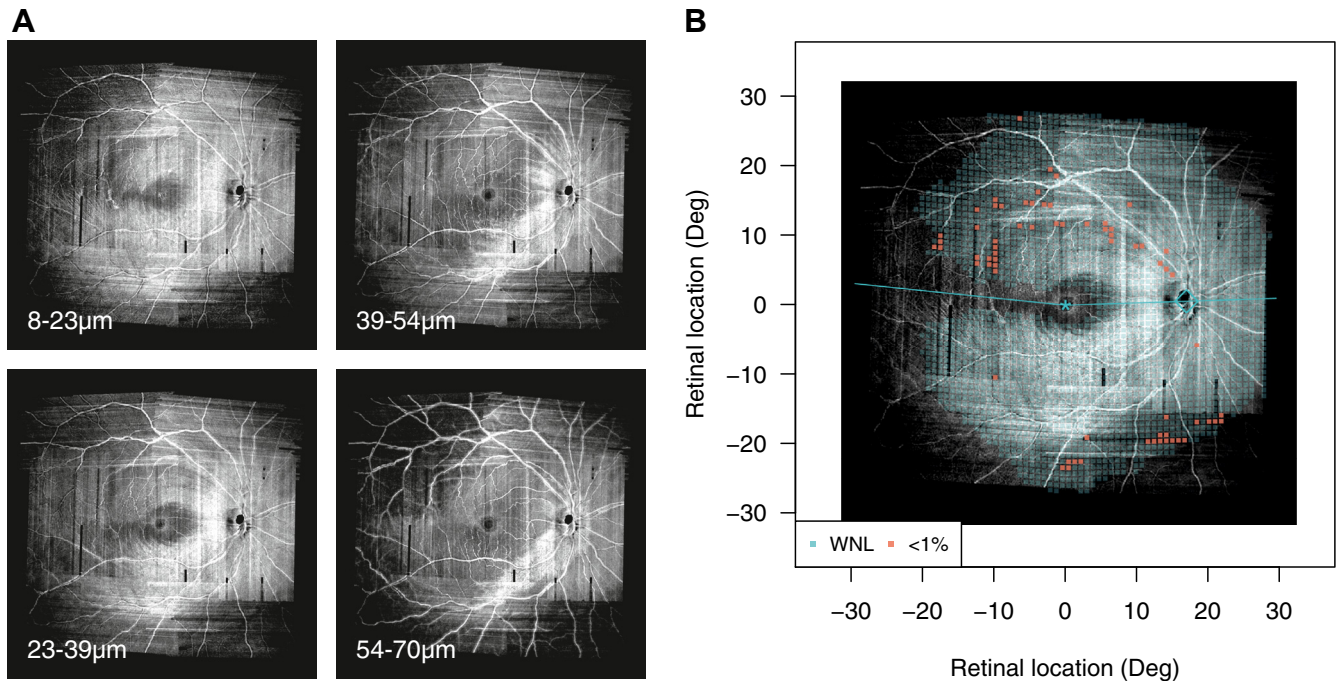 A
8-23µm
39-54µm
23-39µm
54-70µm
B
Retinal location (Deg)
30
20
10
0
−10
−20
−30
WNL <1%
−30 −20 −10 0 10 20 30
Retinal location (Deg)